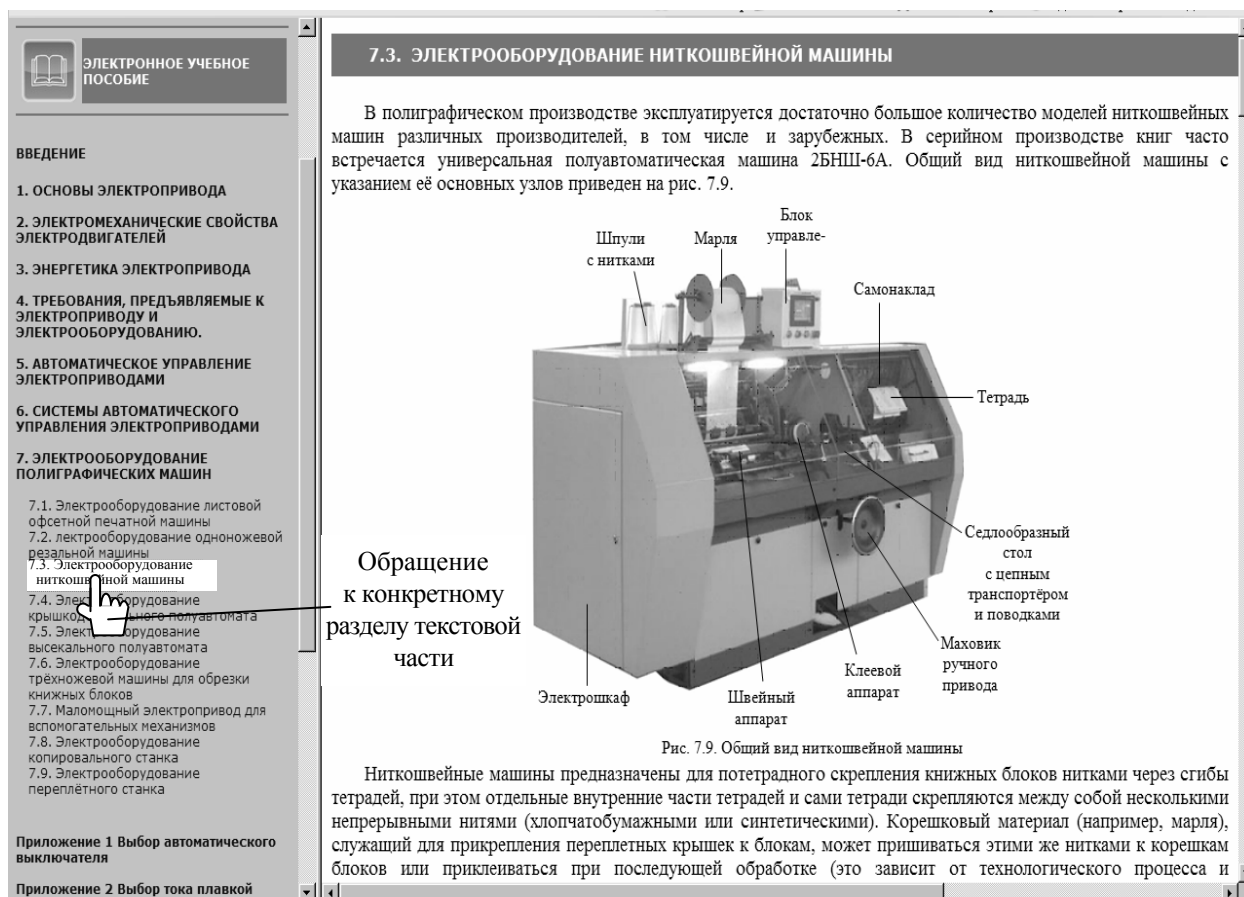 ЭЛЕКТРОННОЕ УЧЕБНОЕ
ПОСОБИЕ
ВВЕДЕНИЕ
1. ОСНОВЫ ЭЛЕКТРОПРИВОДА
2. ЭЛЕКТРОМЕХАНИЧЕСКИЕ СВОЙСТВА
ЭЛЕКТРОДВИГАТЕЛЕЙ
3. ЭНЕРГЕТИКА ЭЛЕКТРОПРИВОДА
4. ТРЕБОВАНИЯ, ПРЕДЪЯВЛЯЕМЫЕ К
ЭЛЕКТРОПРИВОДУ И
ЭЛЕКТРООБОРУДОВАНИЮ.
5. АВТОМАТИЧЕСКОЕ УПРАВЛЕНИЕ
ЭЛЕКТРОПРИВОДАМИ
6. СИСТЕМЫ АВТОМАТИЧЕСКОГО
УПРАВЛЕНИЯ ЭЛЕКТРОПРИВОДАМИ
7. ЭЛЕКТРООБОРУДОВАНИЕ
ПОЛИГРАФИЧЕСКИХ МАШИН
7.1. Электрооборудование листовой
офсетной печатной машины
7.2. лектрооборудование одноножевой
резальной машины
7.3. Электрооборудование
ниткошвейной машины
7.4. Электрооборудование
полуавтомата
7.5. Электрооборудование
высекального полуавтомата
7.6. Электрооборудование
трёхножевой машины для обрезки
книжных блоков
7.7. Маломощный электропривод для
вспомогательных механизмов
7.8. Электрооборудование
копировального станка
7.9. Электрооборудование
переплётного станка
Приложение 1 Выбор автоматического
выключателя
Приложение 2 Выбор тока плавкой
Обращение
к конкретному
разделу текстовой
части
7.3. ЭЛЕКТРООБОРУДОВАНИЕ НИТКОШВЕЙНОЙ МАШИНЫ
В полиграфическом производстве эксплуатируется достаточно большое количество моделей ниткошвейных
машин различных производителей, в том числе и зарубежных. В серийном производстве книг часто
встречается универсальная полуавтоматическая машина 2БНШ-6А. Общий вид ниткошвейной машины с
указанием её основных узлов приведен на рис. 7.9.
Шпули
с нитками
Марля
Блок
управле-
Самонаклад
Тетрадь
Седлообразный
стол
с цепным
транспортёром
и поводками
Маховик
ручного
привода
Клеевой
аппарат
Швейный
аппарат
Электрошкаф
Рис. 7.9. Общий вид ниткошвейной машины
Ниткошвейные машины предназначены для потетрадного скрепления книжных блоков нитками через сгибы
тетрадей, при этом отдельные внутренние части тетрадей и сами тетради скрепляются между собой несколькими
непрерывными нитями (хлопчатобумажными или синтетическими). Корешковый материал (например, марля),
служащий для прикрепления переплетных крышек к блокам, может пришиваться этими же нитками к корешкам
блоков или приклеиваться при последующей обработке (это зависит от технологического процесса и